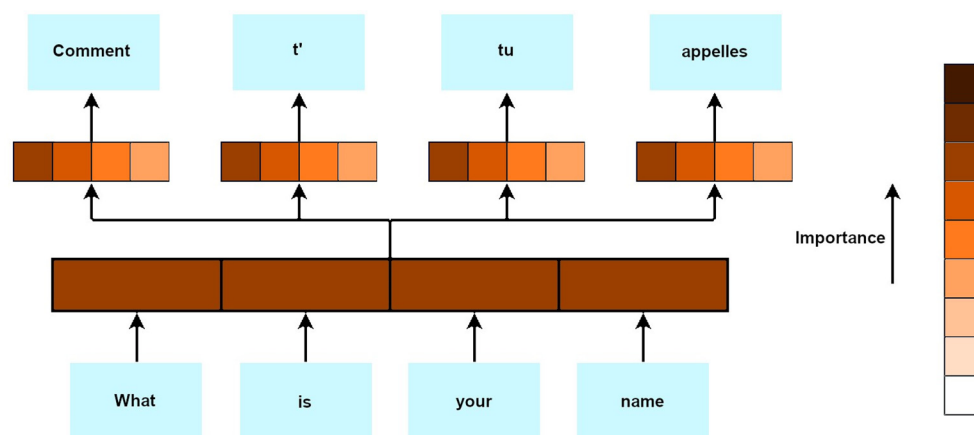 Comment
t'
tu
appelles
Importance
What
is
your
name